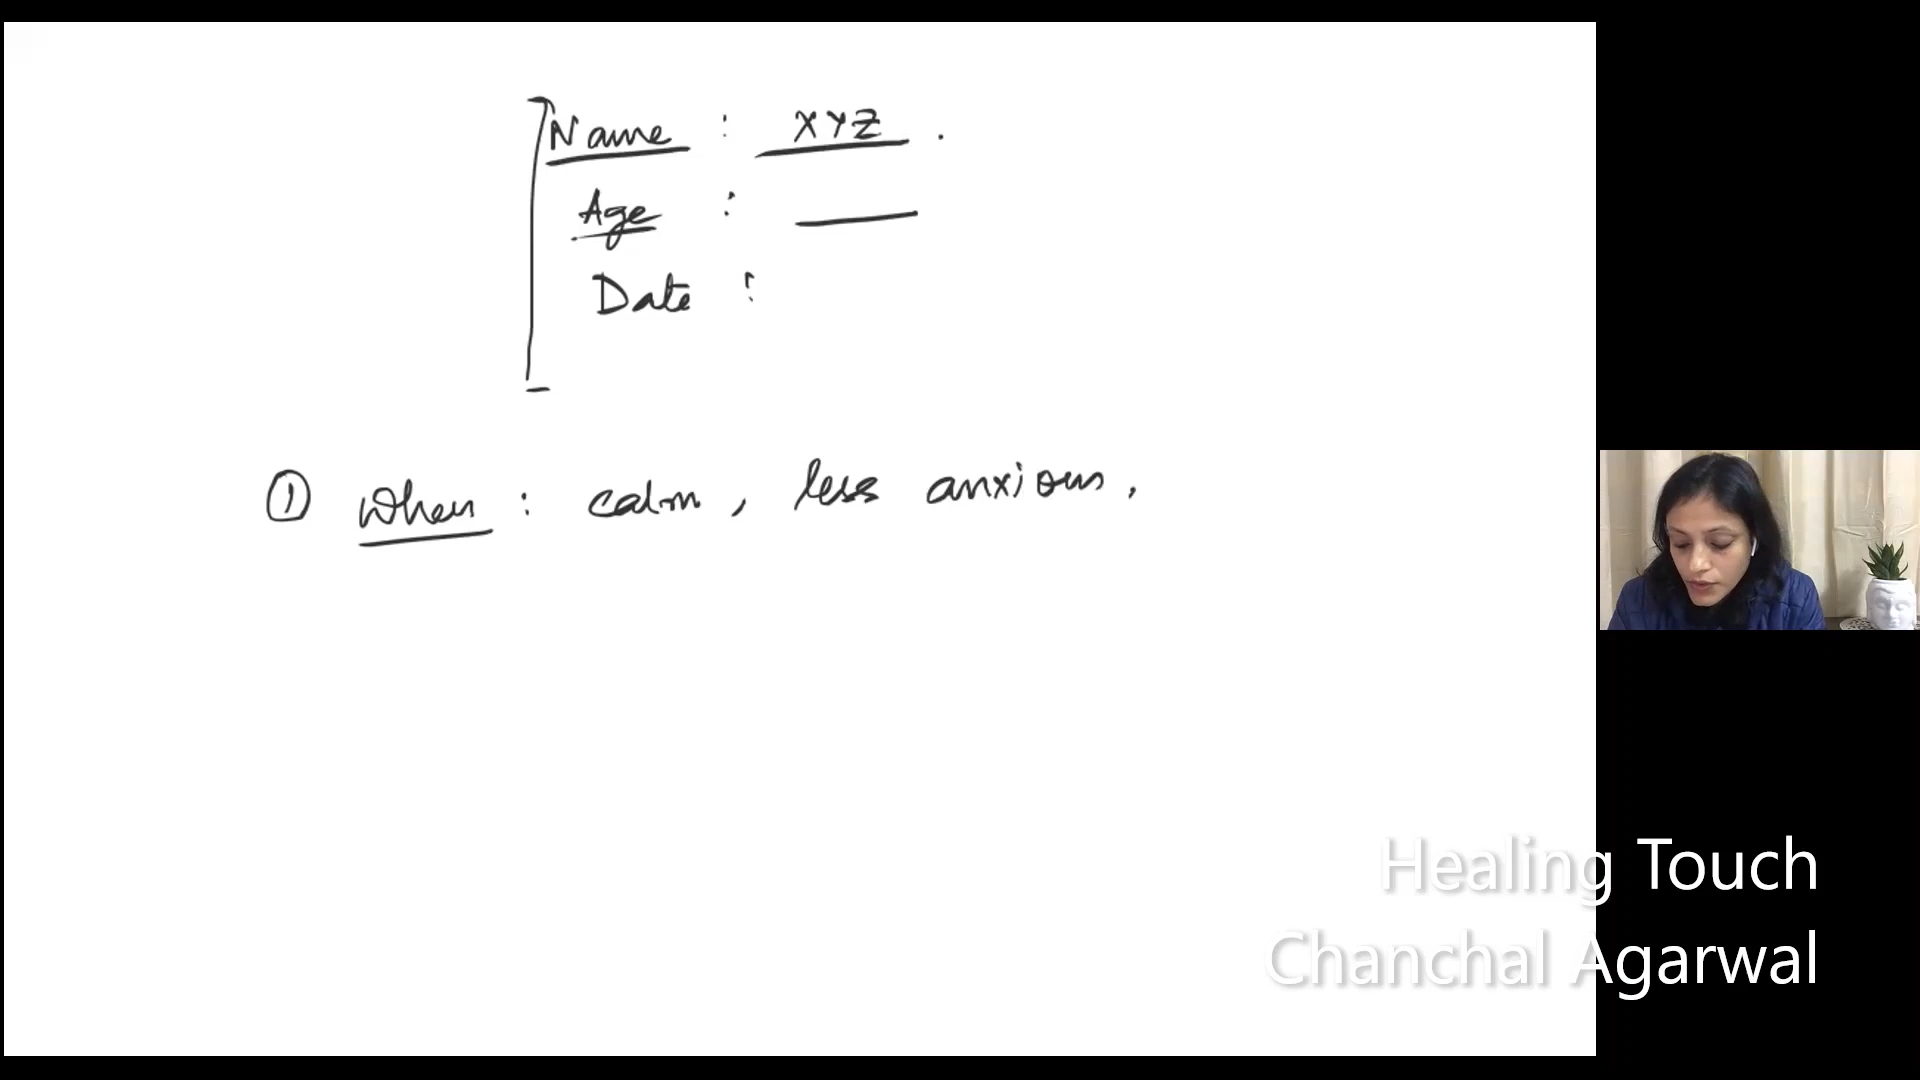 Name : XYZ .
Age :
Date :
① When : calm , less anxious ,
Healing Touch
Chanchal Agarwal